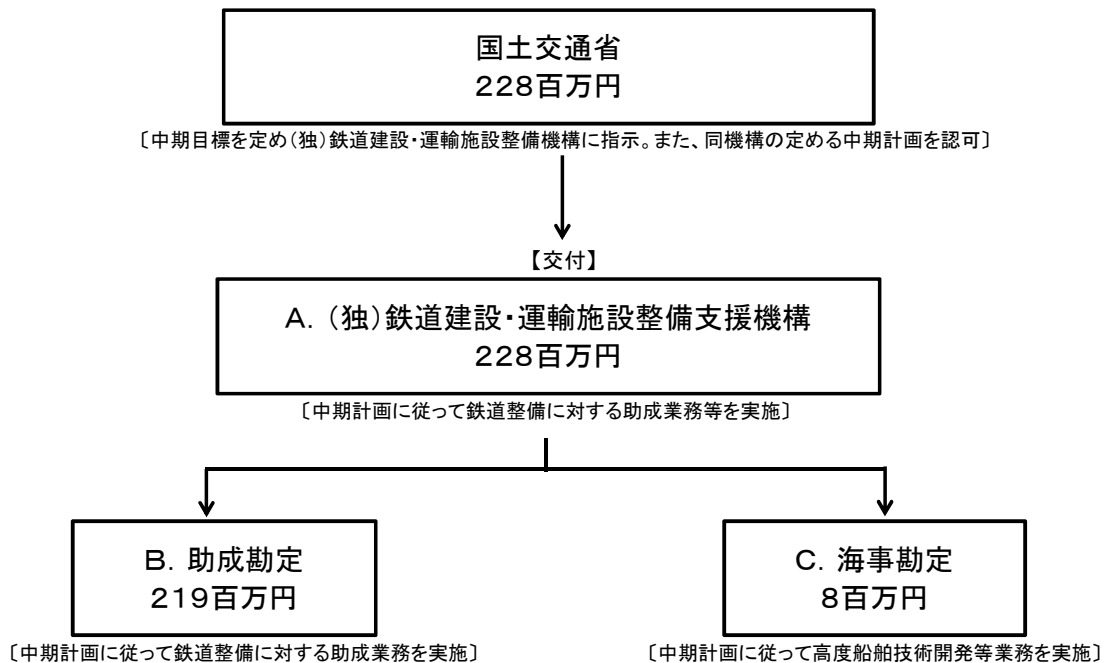 国土交通省
２２８百万円
〔中期目標を定め（独）鉄道建設・運輸施設整備機構に指示。また、同機構の定める中期計画を認可〕
【交付】
Ａ．（独）鉄道建設・運輸施設整備支援機構
２２８百万円
〔中期計画に従って鉄道整備に対する助成業務等を実施〕
Ｂ．助成勘定
２１９百万円
〔中期計画に従って鉄道整備に対する助成業務を実施〕
Ｃ．海事勘定
８百万円
〔中期計画に従って高度船舶技術開発等業務を実施〕